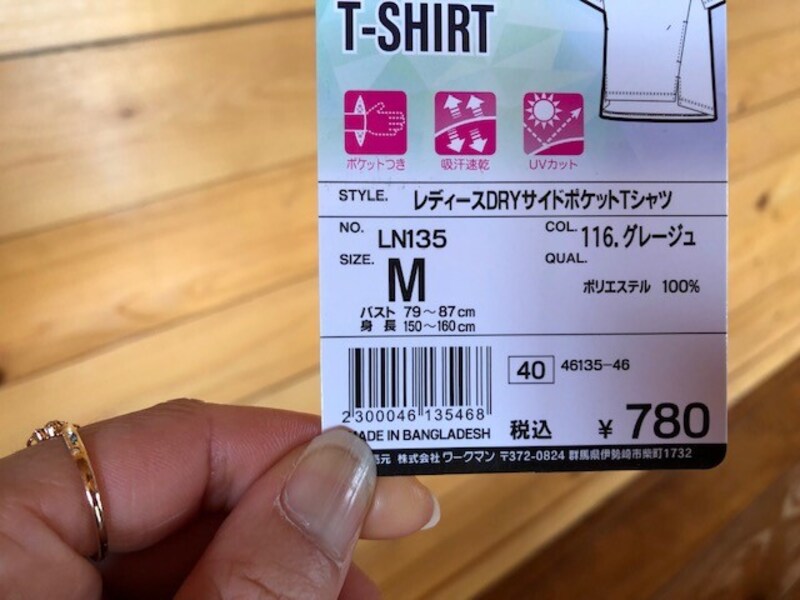 T-SHIRT
ポケットつき 吸汗速乾 UVカット
STYLE. レディースDRYサイドポケットTシャツ
NO. LN135 COL. 116.グレージュ
SIZE. M QUAL. ポリエステル 100%
バスト 79～87cm
身長 150～160cm
40 46135-46
2300046 135468
MADE IN BANGLADESH 税込 ¥780
元 株式会社 ワークマン 〒372-0824 群馬県伊勢崎市柴町1732